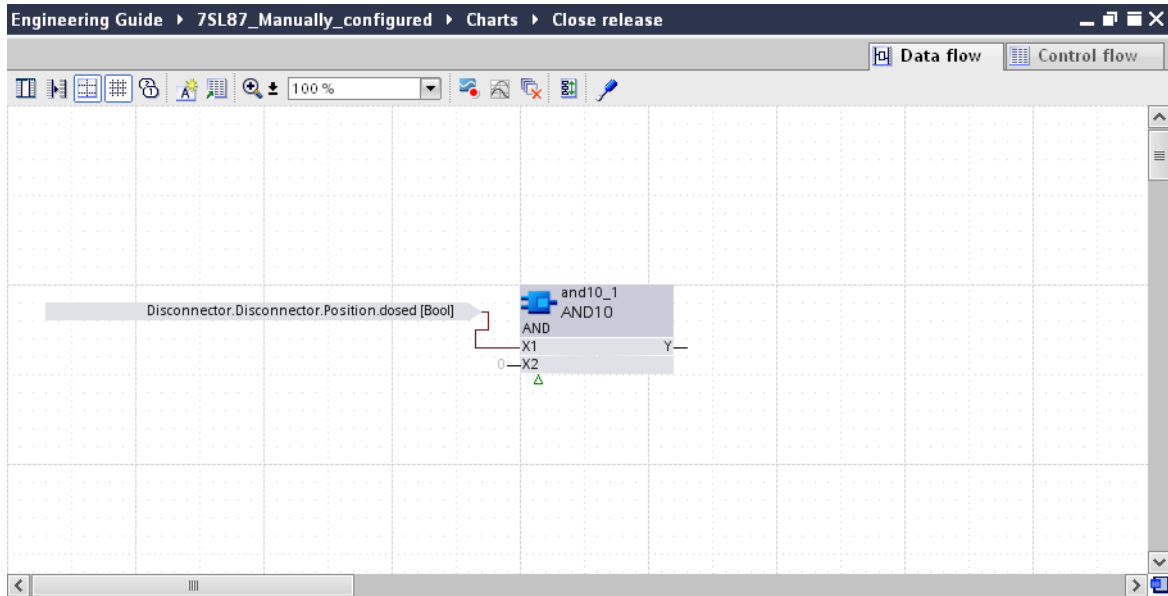 Engineering Guide ▸ 7SL87_Manually_configured ▸ Charts ▸ Close release
Data flow
Control flow
100 %
and10_1
Disconnector.Disconnector.Position.closed [Bool]
AND10
AND
X1 Y
0 X2